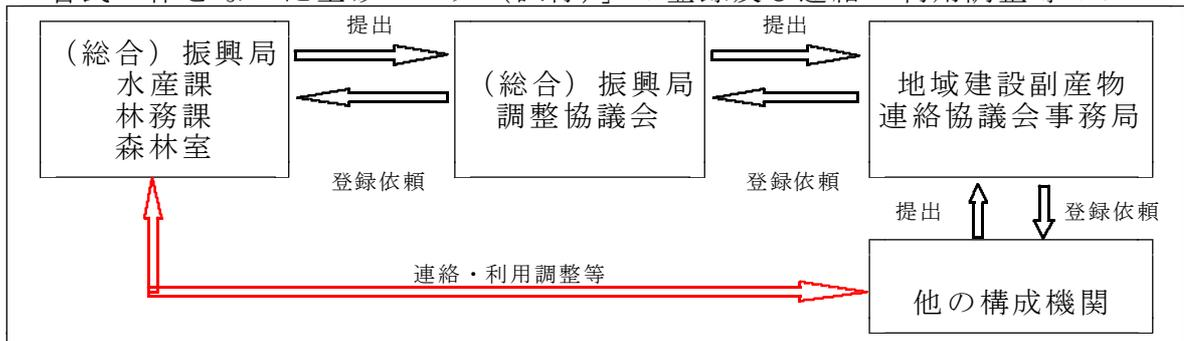 提出
提出
(総合)振興局
水産課
林務課
森林室
(総合)振興局
調整協議会
地域建設副産物
連絡協議会事務局
登録依頼
登録依頼
提出
登録依頼
連絡・利用調整等
他の構成機関